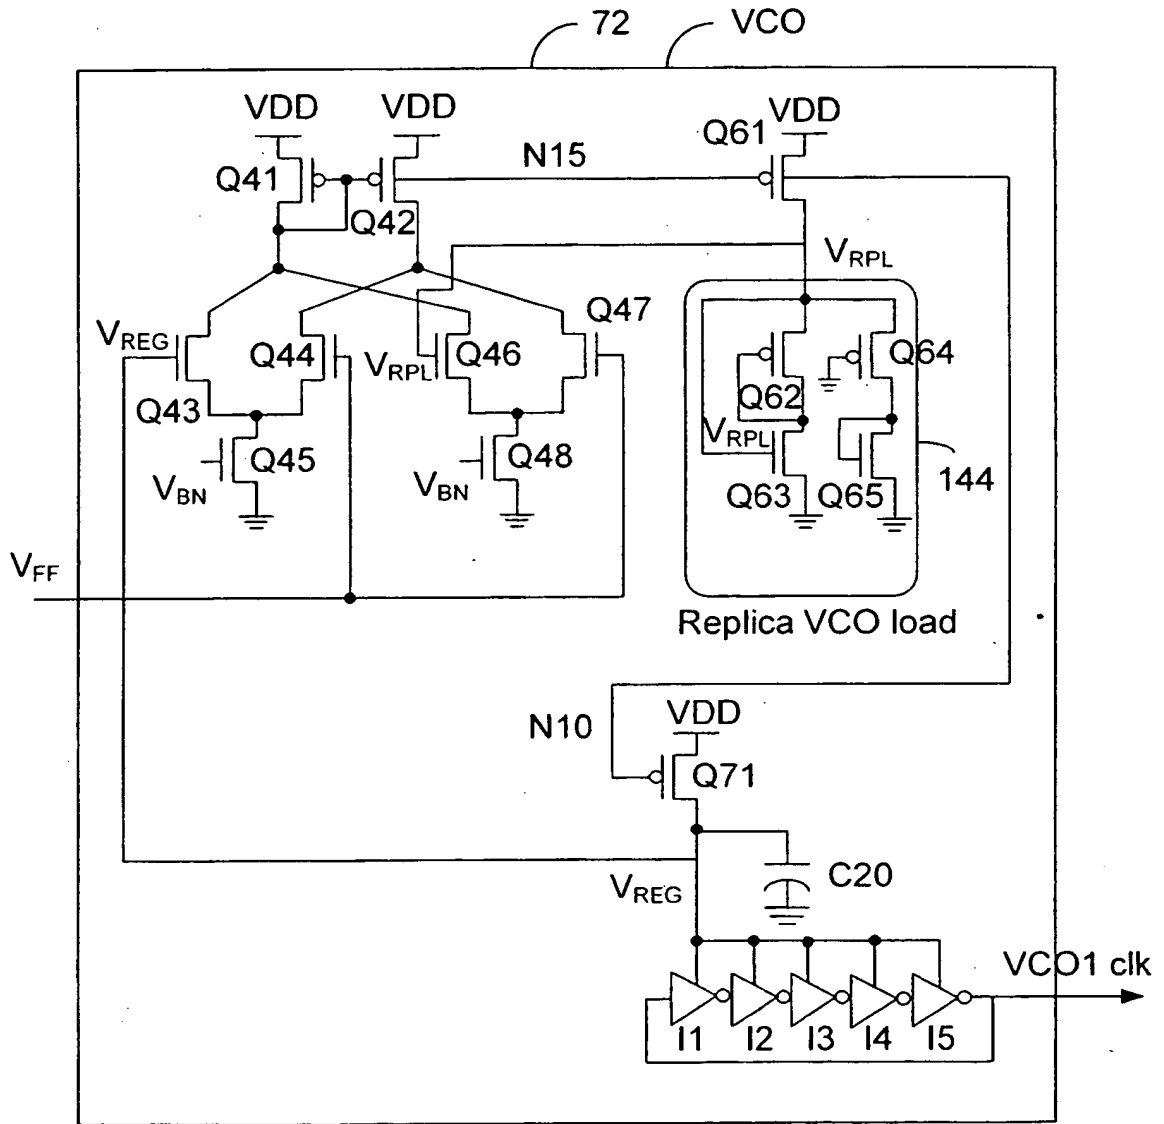 72 VCO
VDD VDD Q61 VDD
Q41 N15
Q42
VRPL
VREG Q44 VRPL Q46 Q47
Q62 Q64
Q43 VRPL
Q45 Q48
VBN VBN Q63 Q65 144
VFF
Replica VCO load
N10 VDD
Q71
C20
VREG
VCO1 clk
I1 I2 I3 I4 I5